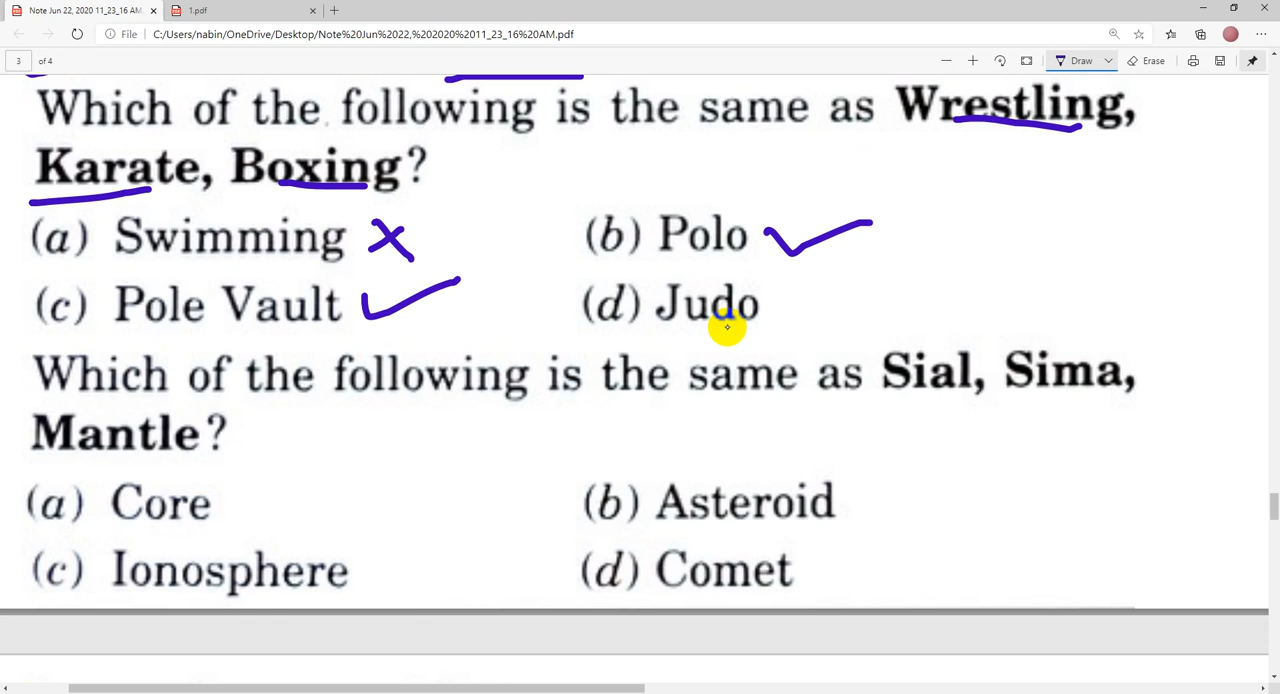 Note Jun 22, 2020 11_23_16 AM.
1.pdf
File C:/Users/nabin/OneDrive/Desktop/Note%20Jun%2022,%202020%2011_23_16%20AM.pdf
3 of 4 Draw Erase
Which of the following is the same as Wrestling,
Karate, Boxing?
(a) Swimming (b) Polo
(c) Pole Vault (d) Judo
Which of the following is the same as Sial, Sima,
Mantle?
(a) Core (b) Asteroid
(c) Ionosphere (d) Comet